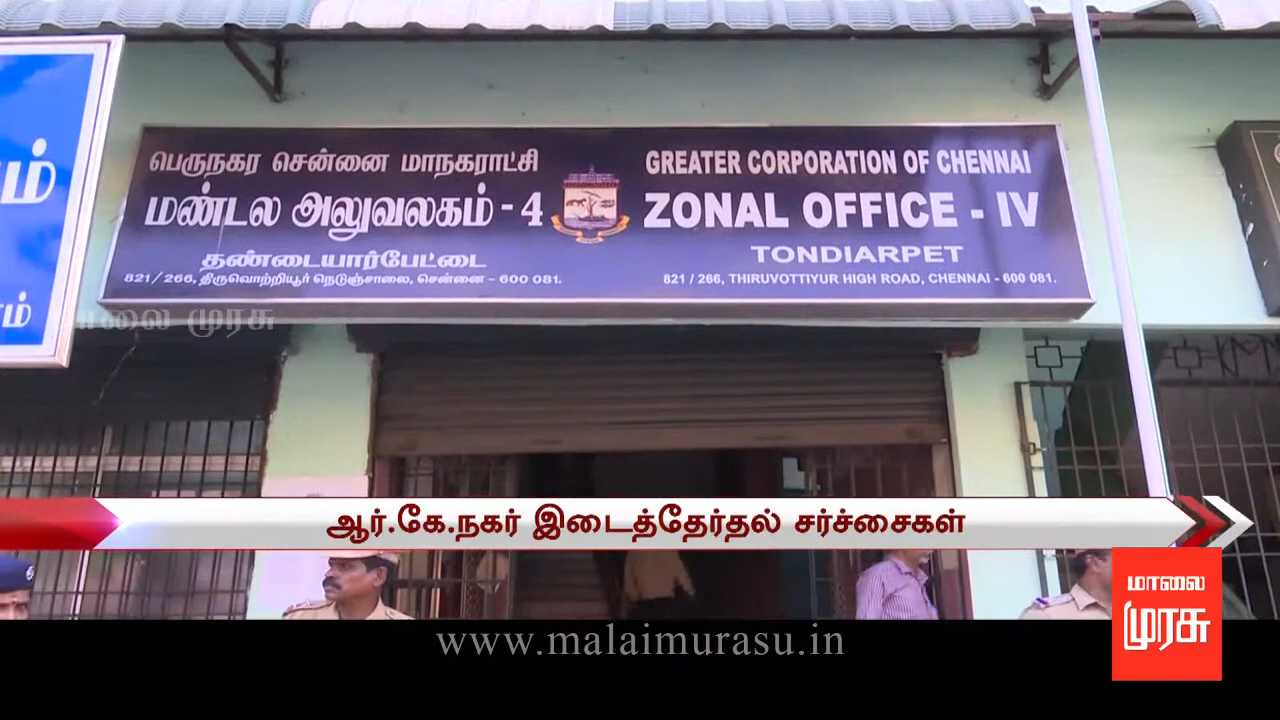 பெருநகர சென்னை மாநகராட்சி
மண்டல அலுவலகம் - 4
தண்டையார்பேட்டை
821 / 266, திருவொற்றியூர் நெடுஞ்சாலை, சென்னை - 600 081.
GREATER CORPORATION OF CHENNAI
ZONAL OFFICE - IV
TONDIARPET
821 / 266, THIRUVOTTIYUR HIGH ROAD, CHENNAI - 600 081.
மாலை முரசு
ஆர்.கே.நகர் இடைத்தேர்தல் சர்ச்சைகள்
மாலை
முரசு
www.malaimurasu.in